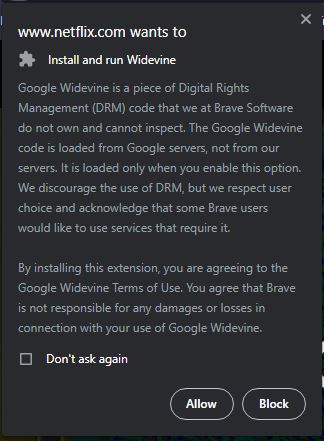 www.netflix.com wants to
Install and run Widevine
Google Widevine is a piece of Digital Rights
Management (DRM) code that we at Brave Software
do not own and cannot inspect. The Google Widevine
code is loaded from Google servers, not from our
servers. It is loaded only when you enable this option.
We discourage the use of DRM, but we respect user
choice and acknowledge that some Brave users
would like to use services that require it.
By installing this extension, you are agreeing to the
Google Widevine Terms of Use. You agree that Brave
is not responsible for any damages or losses in
connection with your use of Google Widevine.
Don't ask again
Allow Block